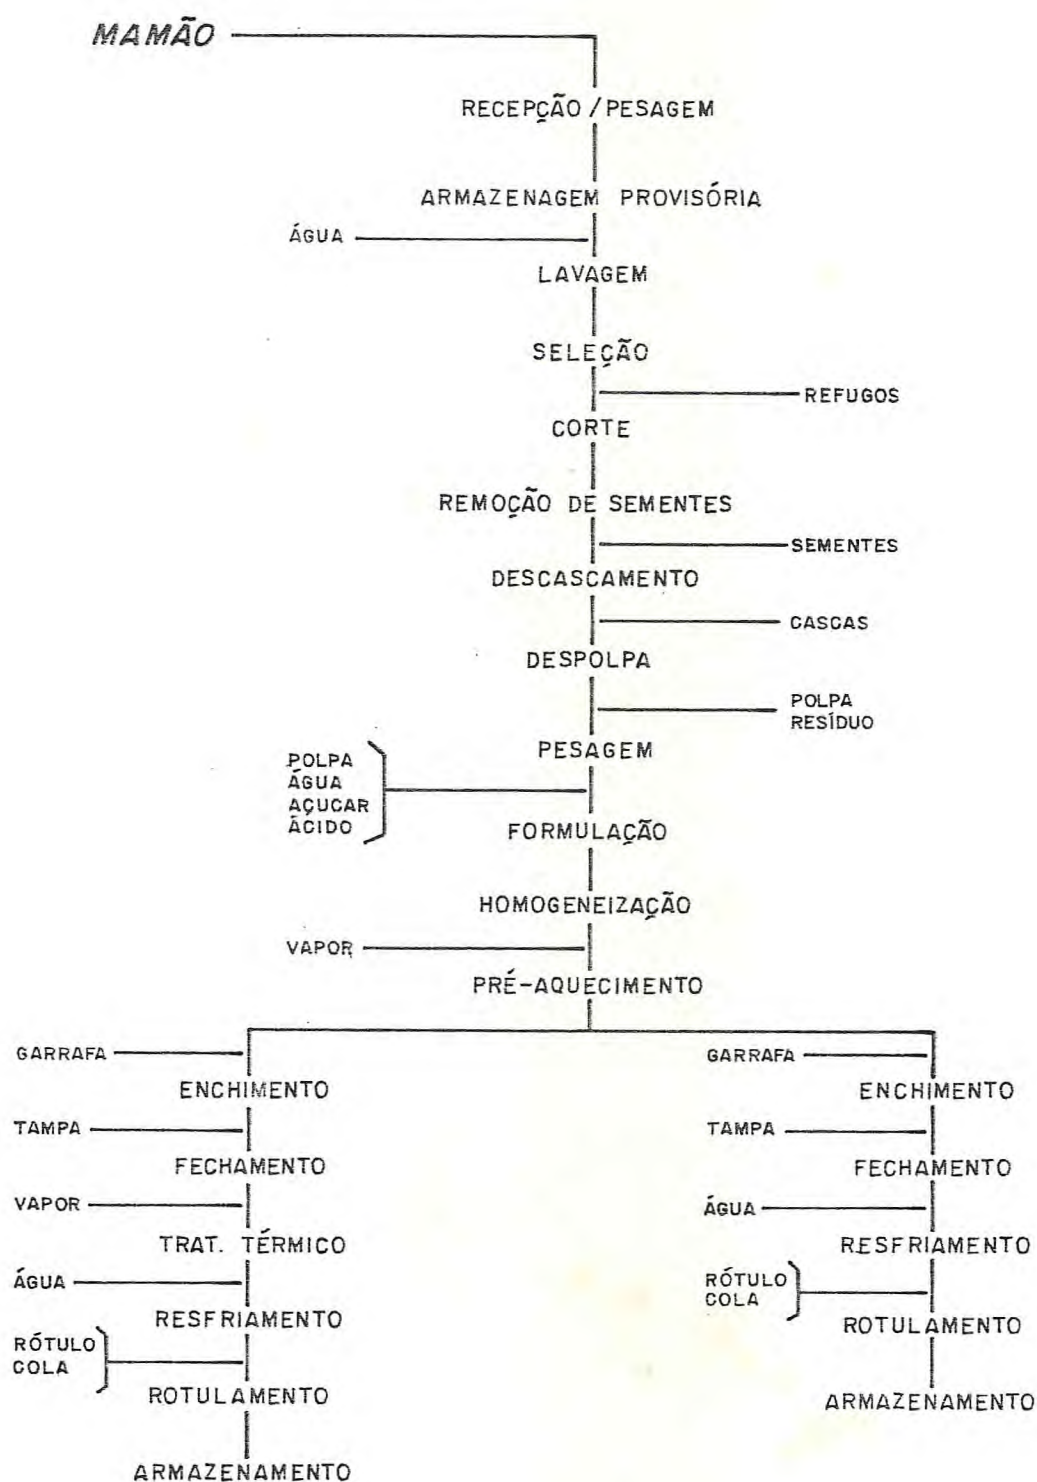 MAMÃO
RECEPÇÃO / PESAGEM
ARMAZENAGEM PROVISÓRIA
ÁGUA
LAVAGEM
SELEÇÃO
REFUGOS
CORTE
REMOÇÃO DE SEMENTES
SEMENTES
DESCASCAMENTO
CASCAS
DESPOLPA
POLPA
RESÍDUO
PESAGEM
POLPA
ÁGUA
AÇUCAR
ÁCIDO
FORMULAÇÃO
HOMOGENEIZAÇÃO
VAPOR
PRÉ-AQUECIMENTO
GARRAFA
ENCHIMENTO
TAMPA
FECHAMENTO
VAPOR
TRAT. TÉRMICO
ÁGUA
RESFRIAMENTO
RÓTULO
COLA
ROTULAMENTO
ARMAZENAMENTO
GARRAFA
ENCHIMENTO
TAMPA
FECHAMENTO
ÁGUA
RESFRIAMENTO
RÓTULO
COLA
ROTULAMENTO
ARMAZENAMENTO